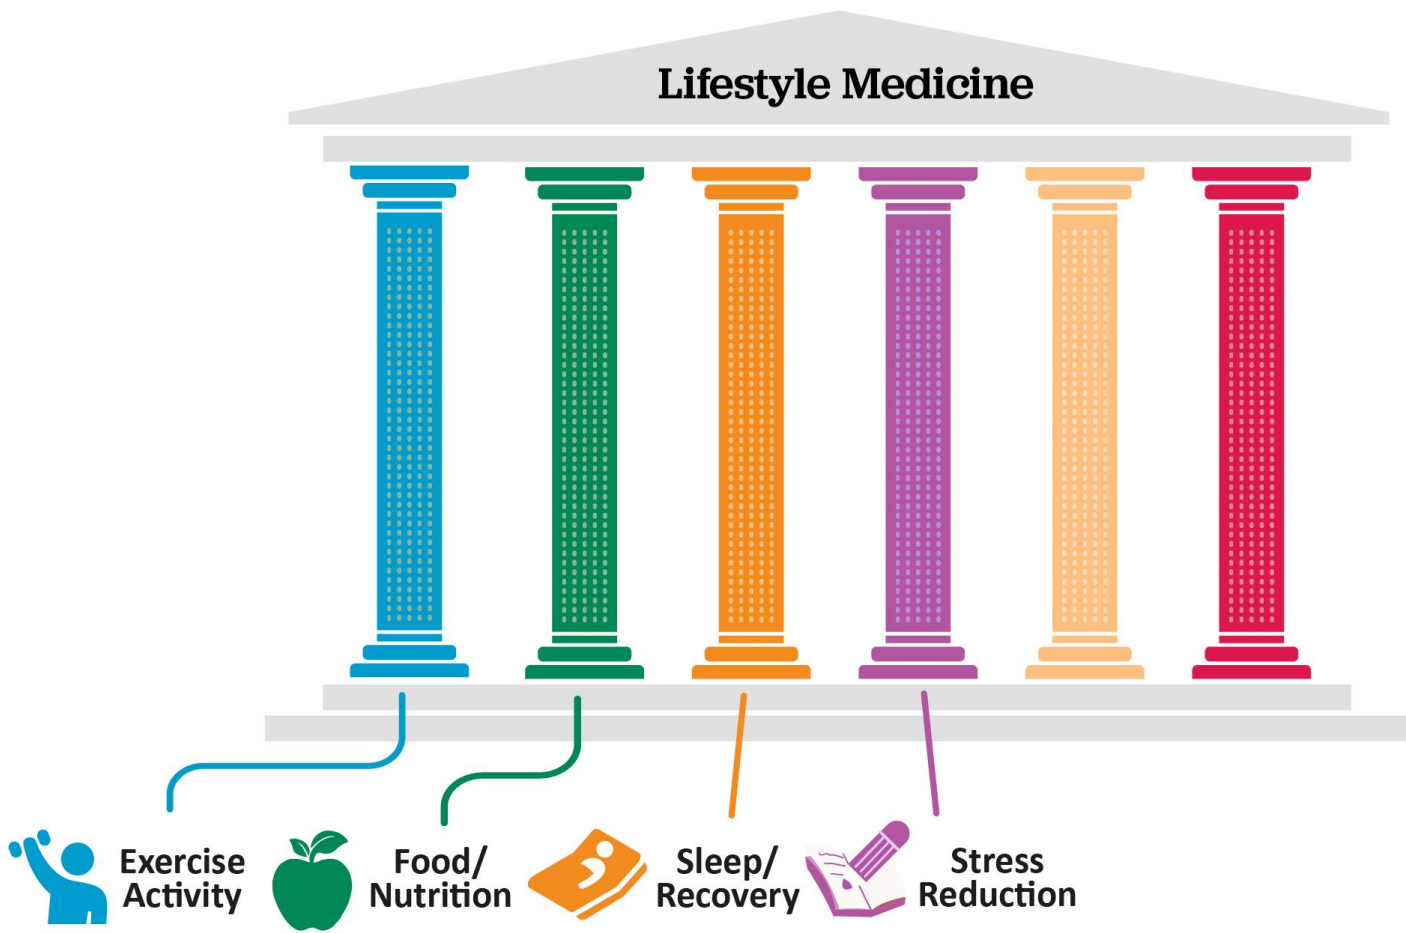 Lifestyle Medicine
Exercise
Activity
Food/
Nutrition
Sleep/
Recovery
Stress
Reduction